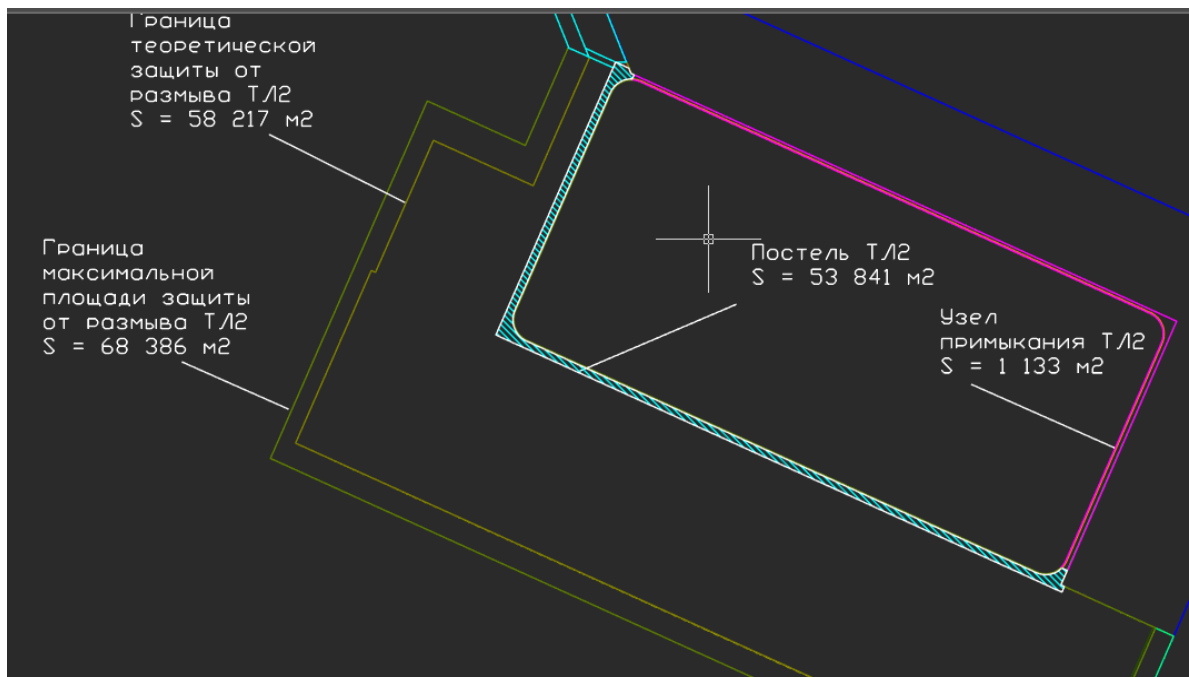 Граница
теоретической
защиты от
размыва ТЛ2
S = 58 217 м2
Граница
максимальной
площади защиты
от размыва ТЛ2
S = 68 386 м2
Постель ТЛ2
S = 53 841 м2
Узел
примыкания ТЛ2
S = 1 133 м2